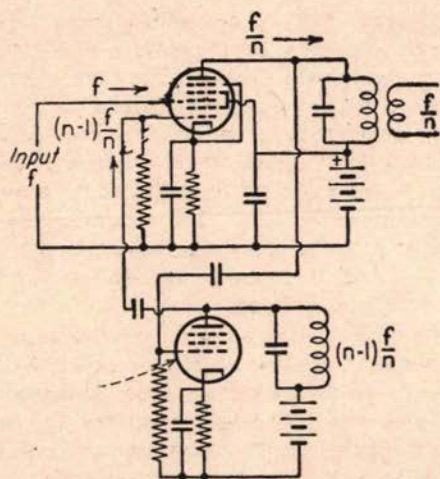 f/n →
f →
(n-1) f/n
Input
f
+
(n-1) f/n